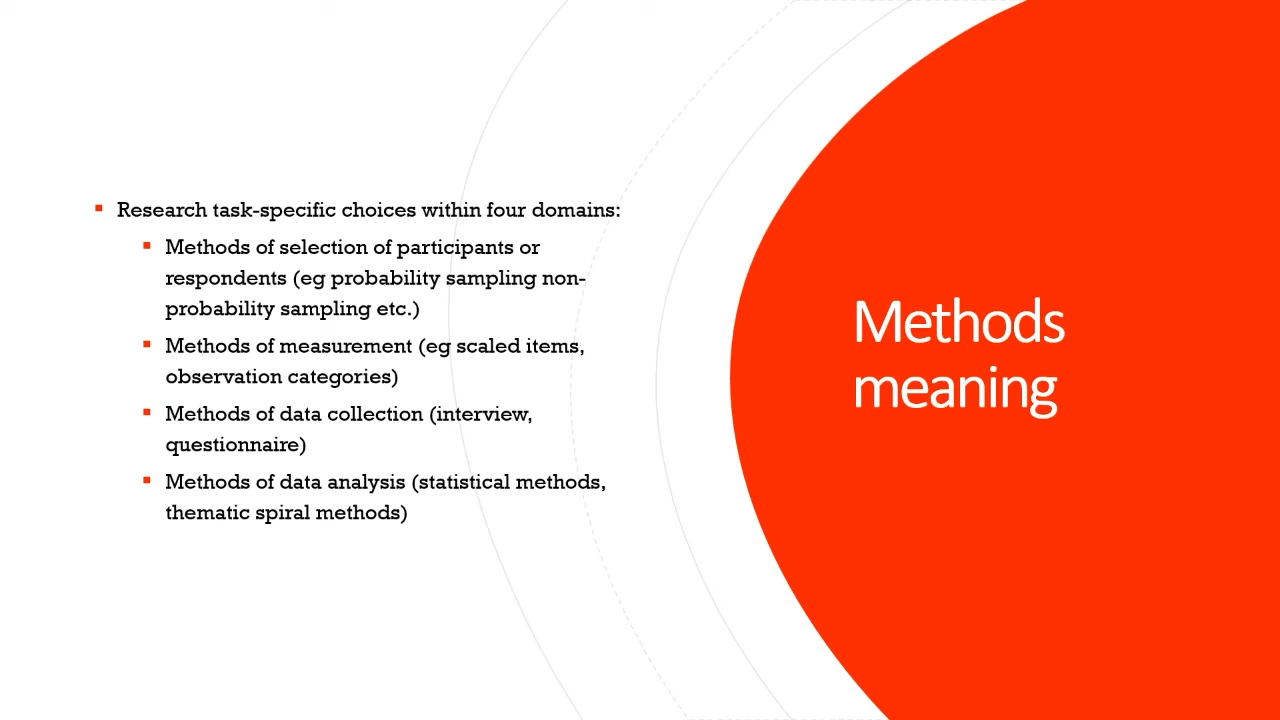 Research task-specific choices within four domains:
Methods of selection of participants or
respondents (eg probability sampling non-
probability sampling etc.)
Methods of measurement (eg scaled items,
observation categories)
Methods of data collection (interview,
questionnaire)
Methods of data analysis (statistical methods,
thematic spiral methods)
Methods
meaning